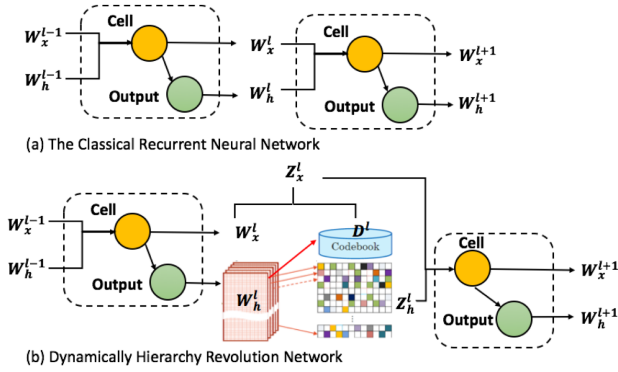 Cell
W_x^{l-1} W_x^l W_x^l Cell W_x^{l+1}
W_h^{l-1} W_h^l W_h^l W_h^{l+1}
Output Output
(a) The Classical Recurrent Neural Network
Z_x^l
Cell
W_x^{l-1} W_x^l D^l
Codebook
Cell
W_h^{l-1} W_x^{l+1}
Output W_h^l Z_h^l
Output W_h^{l+1}
(b) Dynamically Hierarchy Revolution Network